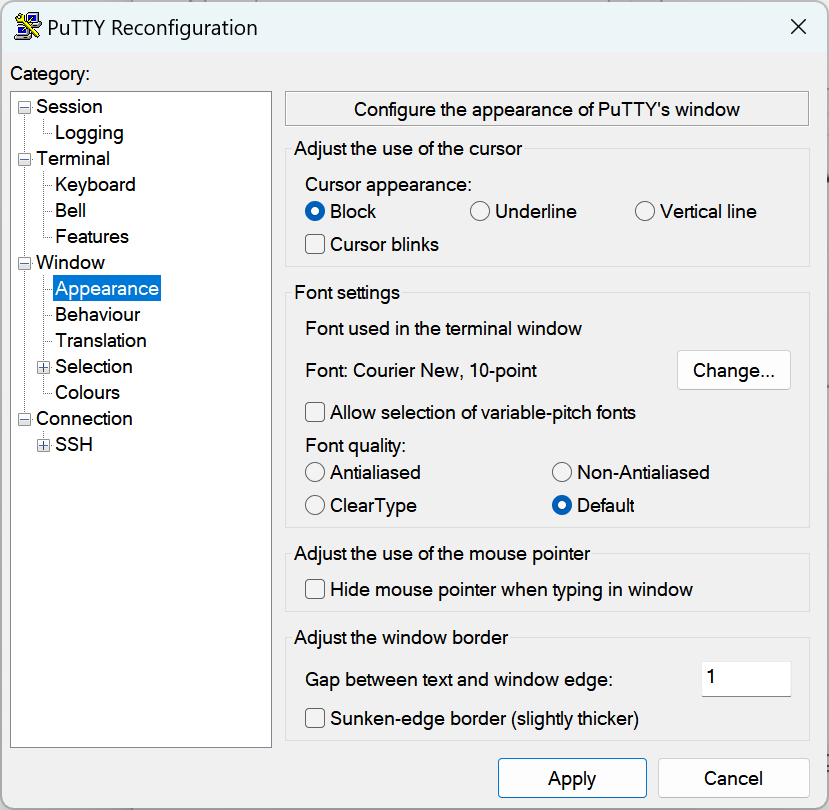 PuTTY Reconfiguration
Category:
Session
Logging
Terminal
Keyboard
Bell
Features
Window
Appearance
Behaviour
Translation
Selection
Colours
Connection
SSH
Configure the appearance of PuTTY's window
Adjust the use of the cursor
Cursor appearance:
Block Underline Vertical line
Cursor blinks
Font settings
Font used in the terminal window
Font: Courier New, 10-point Change...
Allow selection of variable-pitch fonts
Font quality:
Antialiased Non-Antialiased
ClearType Default
Adjust the use of the mouse pointer
Hide mouse pointer when typing in window
Adjust the window border
Gap between text and window edge: 1
Sunken-edge border (slightly thicker)
Apply Cancel